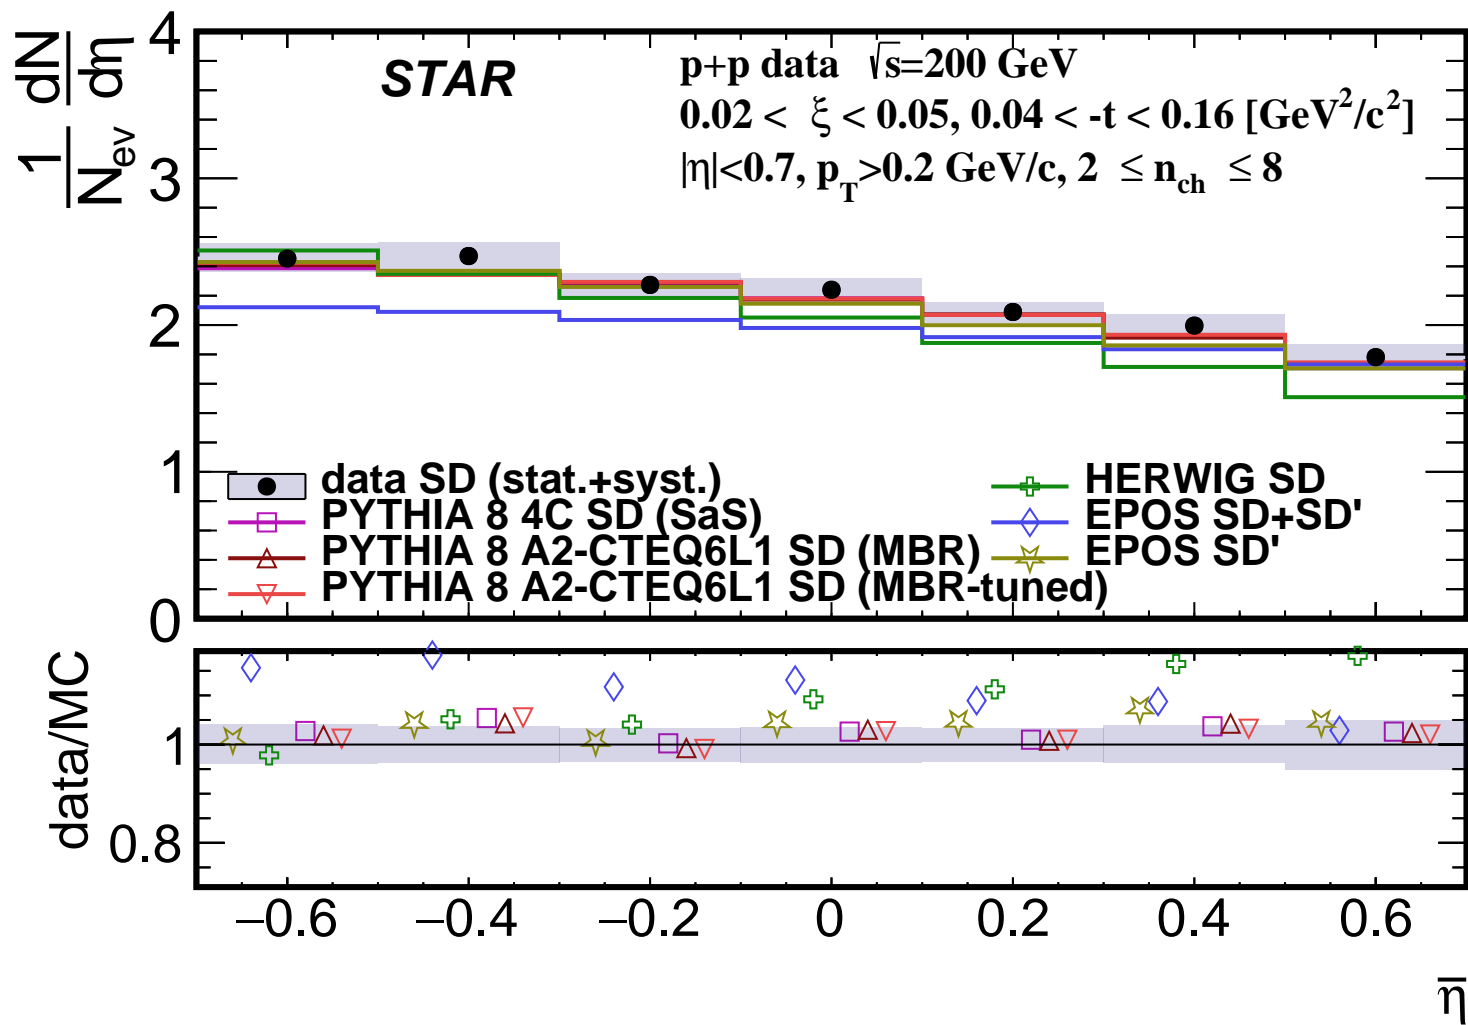 1/N_ev dN/dη
STAR
p+p data √s=200 GeV
0.02 < ξ < 0.05, 0.04 < -t < 0.16 [GeV²/c²]
|η|<0.7, p_T>0.2 GeV/c, 2 ≤ n_ch ≤ 8
4
3
2
1
0
data SD (stat.+syst.)
PYTHIA 8 4C SD (SaS)
PYTHIA 8 A2-CTEQ6L1 SD (MBR)
PYTHIA 8 A2-CTEQ6L1 SD (MBR-tuned)
HERWIG SD
EPOS SD+SD'
EPOS SD'
data/MC
1
0.8
−0.6 −0.4 −0.2 0 0.2 0.4 0.6
η̅